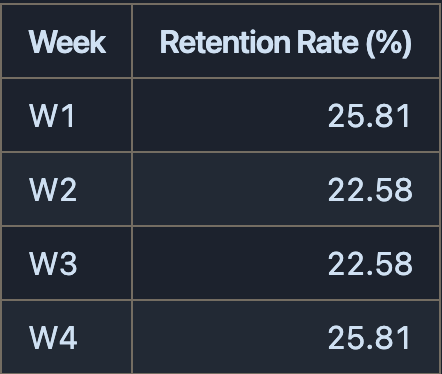 Week Retention Rate (%)
W1 25.81
W2 22.58
W3 22.58
W4 25.81